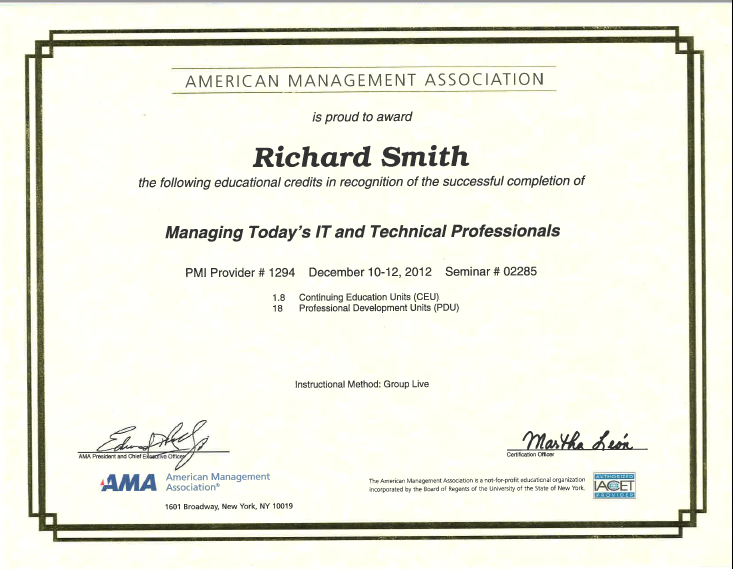 AMERICAN MANAGEMENT ASSOCIATION
is proud to award
Richard Smith
the following educational credits in recognition of the successful completion of
Managing Today's IT and Technical Professionals
PMI Provider # 1294 December 10-12, 2012 Seminar # 02285
1.8 Continuing Education Units (CEU)
18 Professional Development Units (PDU)
Instructional Method: Group Live
Martha León
AMA President and Chief Executive Officer
Certification Officer
AMA American Management
Association®
1601 Broadway, New York, NY 10019
The American Management Association is a not-for-profit educational organization
incorporated by the Board of Regents of the University of the State of New York.
AUTHORIZED
IACET
PROVIDER